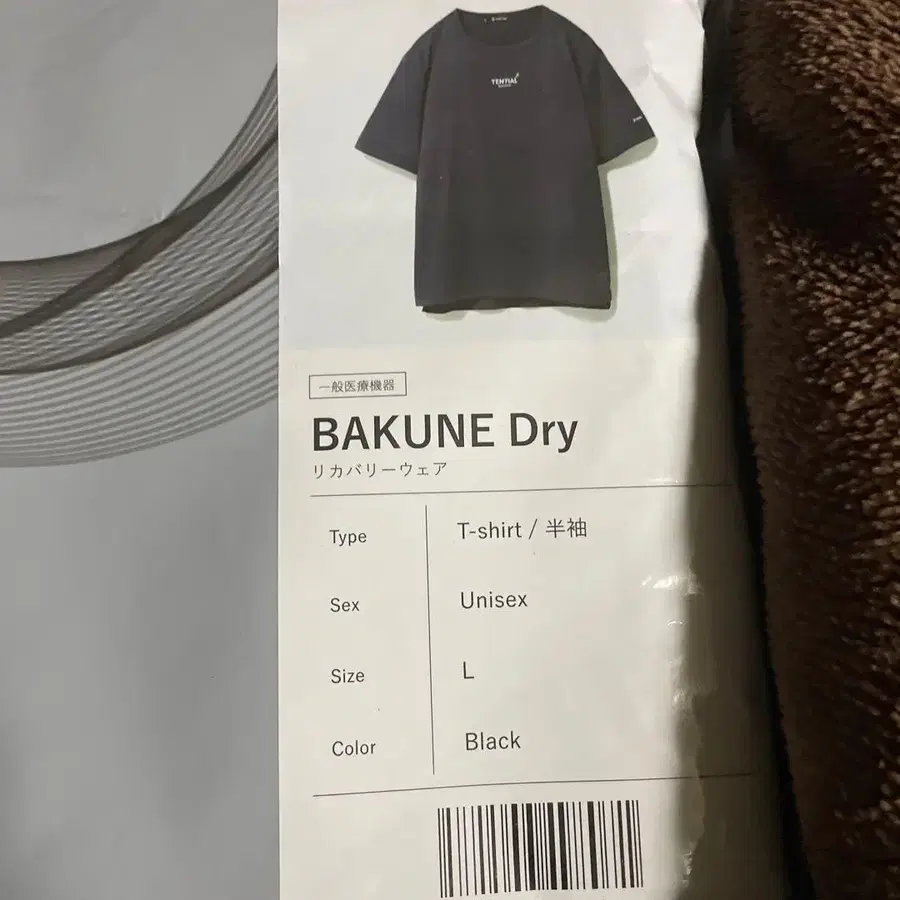 TENTIAL
一般医療機器
BAKUNE Dry
リカバリーウェア
Type T-shirt / 半袖
Sex Unisex
Size L
Color Black